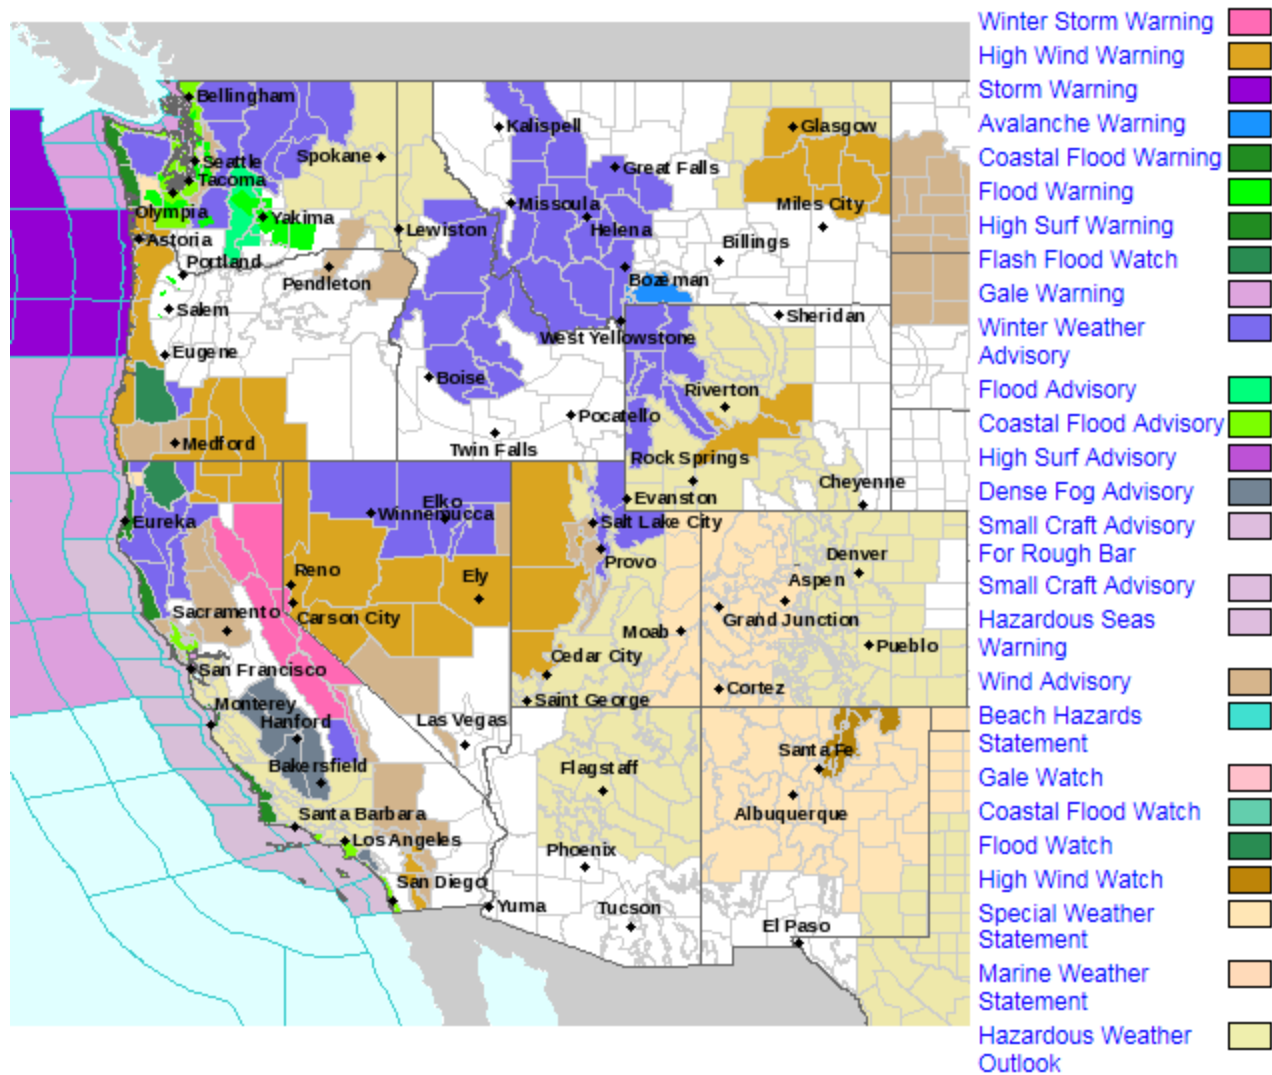 Bellingham
Seattle
Tacoma
Olympia
Spokane
Yakima
Astoria
Portland
Pendleton
Lewiston
Salem
Eugene
Medford
Kalispell
Great Falls
Glasgow
Missoula
Helena
Miles City
Billings
Bozeman
West Yellowstone
Sheridan
Boise
Riverton
Pocatello
Twin Falls
Rock Springs
Cheyenne
Evanston
Eureka
Elko
Winnemucca
Salt Lake City
Provo
Denver
Aspen
Reno
Ely
Carson City
Sacramento
Grand Junction
Moab
Pueblo
San Francisco
Cedar City
Cortez
Saint George
Monterey
Hanford
Las Vegas
Bakersfield
Flagstaff
Santa Fe
Albuquerque
Santa Barbara
Los Angeles
Phoenix
San Diego
Yuma
Tucson
El Paso
Winter Storm Warning
High Wind Warning
Storm Warning
Avalanche Warning
Coastal Flood Warning
Flood Warning
High Surf Warning
Flash Flood Watch
Gale Warning
Winter Weather
Advisory
Flood Advisory
Coastal Flood Advisory
High Surf Advisory
Dense Fog Advisory
Small Craft Advisory
For Rough Bar
Small Craft Advisory
Hazardous Seas
Warning
Wind Advisory
Beach Hazards
Statement
Gale Watch
Coastal Flood Watch
Flood Watch
High Wind Watch
Special Weather
Statement
Marine Weather
Statement
Hazardous Weather
Outlook